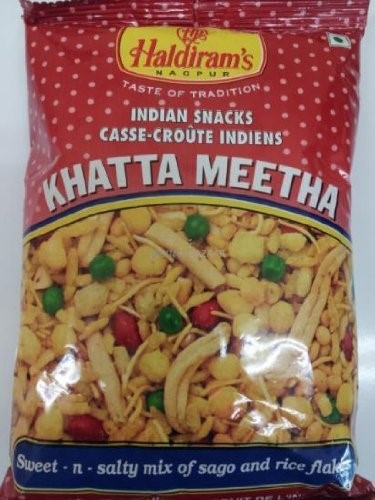 Haldiram's
NAGPUR
TASTE OF TRADITION
INDIAN SNACKS
CASSE-CROÛTE INDIENS
KHATTA MEETHA
Sweet - n - salty mix of sago and rice flakes